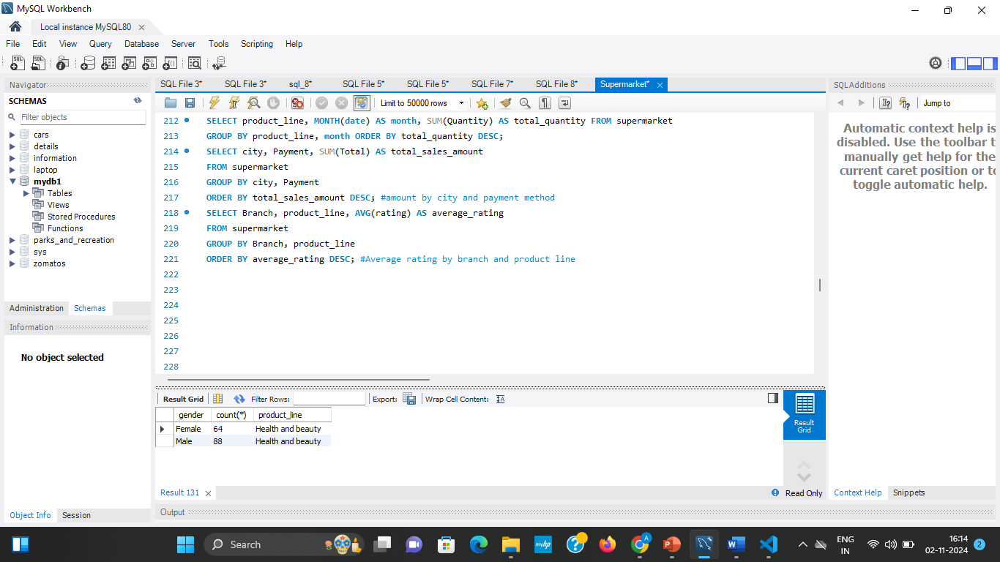 MySQL Workbench
Local instance MySQL80
File Edit View Query Database Server Tools Scripting Help
Navigator
SCHEMAS
Filter objects
cars
details
information
laptop
mydb1
Tables
Views
Stored Procedures
Functions
parks_and_recreation
sys
zomatos
Administration Schemas
Information
No object selected
Object Info Session
SQL File 3* SQL File 3* sql_8* SQL File 5* SQL File 5* SQL File 7* SQL File 8* Supermarket*
Limit to 50000 rows
212 SELECT product_line, MONTH(date) AS month, SUM(Quantity) AS total_quantity FROM supermarket
213 GROUP BY product_line, month ORDER BY total_quantity DESC;
214 SELECT city, Payment, SUM(Total) AS total_sales_amount
215 FROM supermarket
216 GROUP BY city, Payment
217 ORDER BY total_sales_amount DESC; #amount by city and payment method
218 SELECT Branch, product_line, AVG(rating) AS average_rating
219 FROM supermarket
220 GROUP BY Branch, product_line
221 ORDER BY average_rating DESC; #Average rating by branch and product line
222
223
224
225
226
227
228
Result Grid Filter Rows: Export: Wrap Cell Content:
gender count(*) product_line
Female 64 Health and beauty
Male 88 Health and beauty
Result
Grid
Result 131
Read Only
Output
SQLAdditions
Jump to
Automatic context help is
disabled. Use the toolbar t
manually get help for the
current caret position or to
toggle automatic help.
Context Help Snippets
Search
myhp
A
ENG
IN
16:14
02-11-2024
2